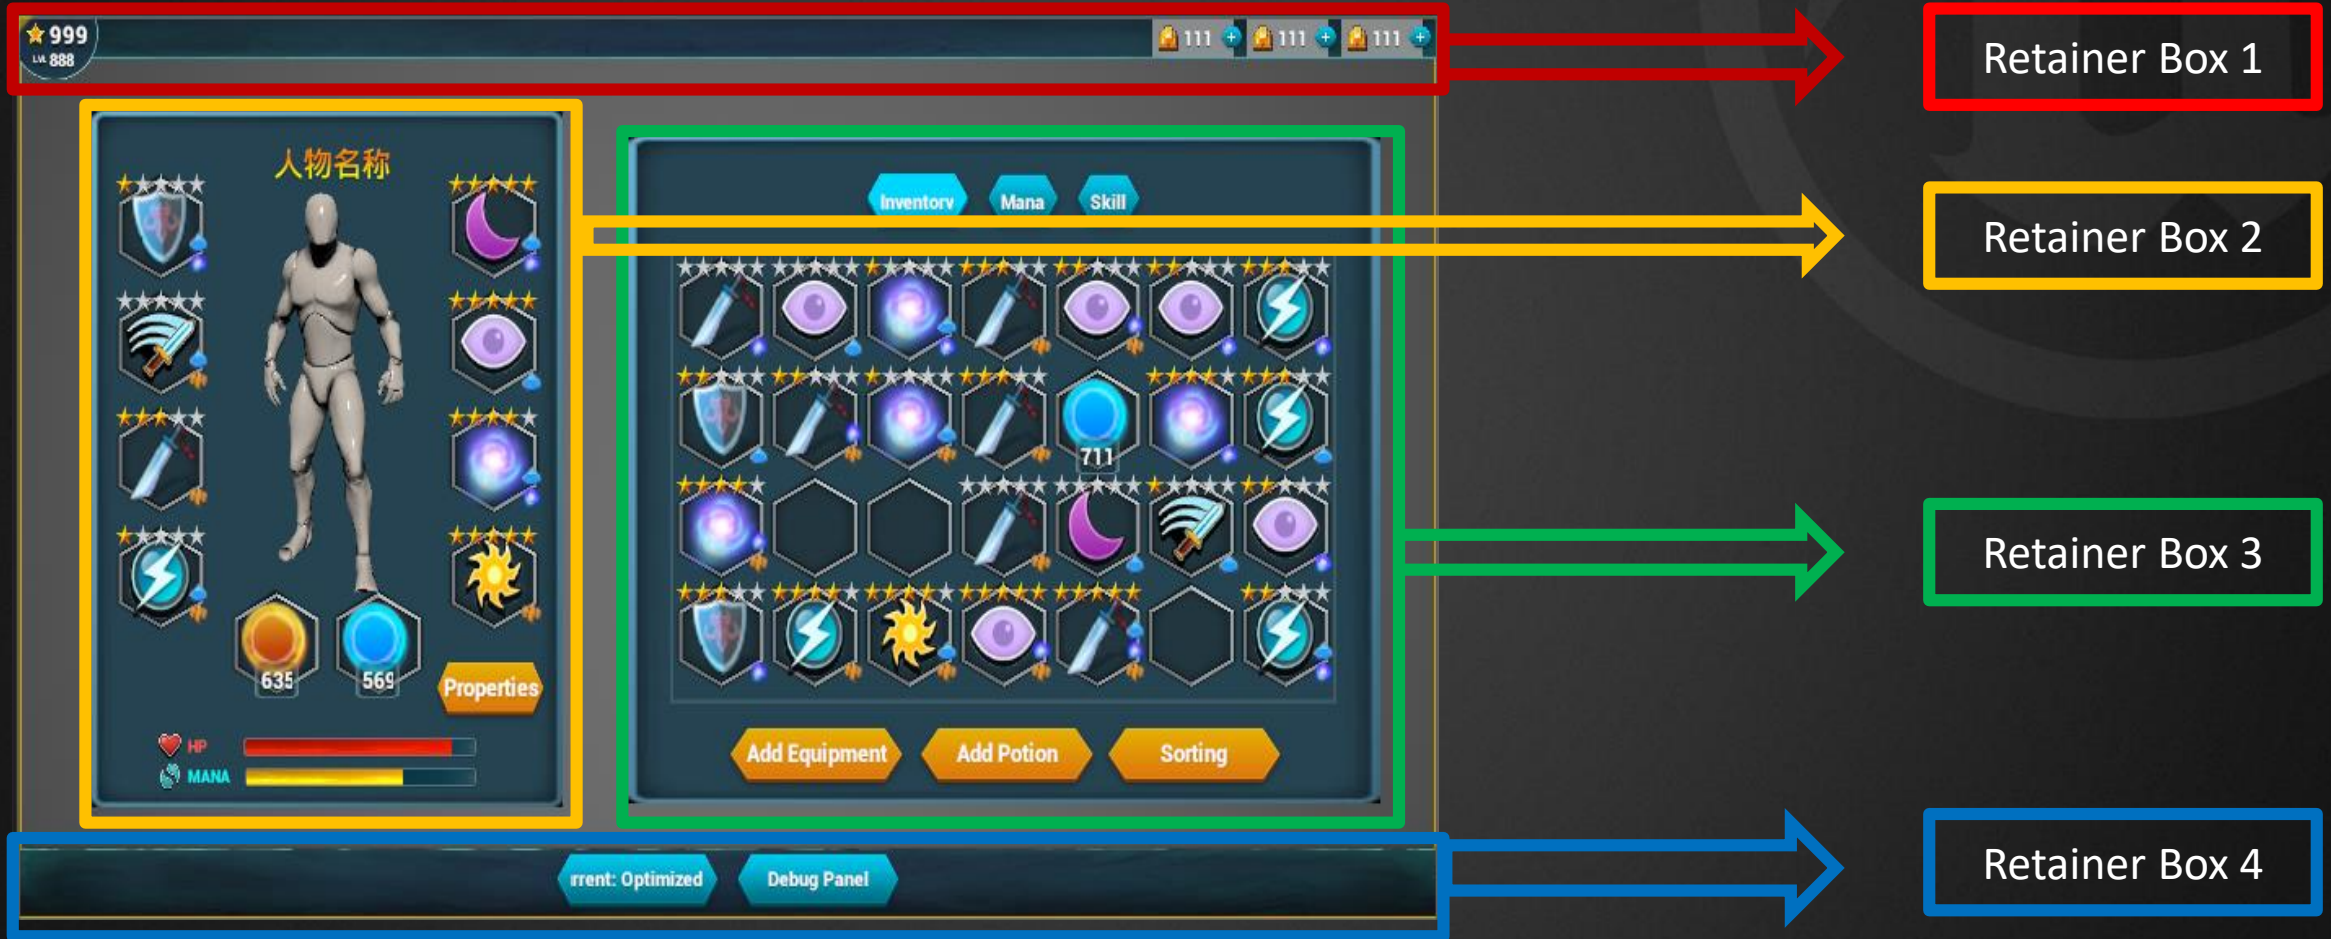 999
LVL 888
111
111
111
Retainer Box 1
人物名称
Inventory
Mana
Skill
Retainer Box 2
711
Retainer Box 3
635
569
Properties
HP
MANA
Add Equipment
Add Potion
Sorting
rrent: Optimized
Debug Panel
Retainer Box 4